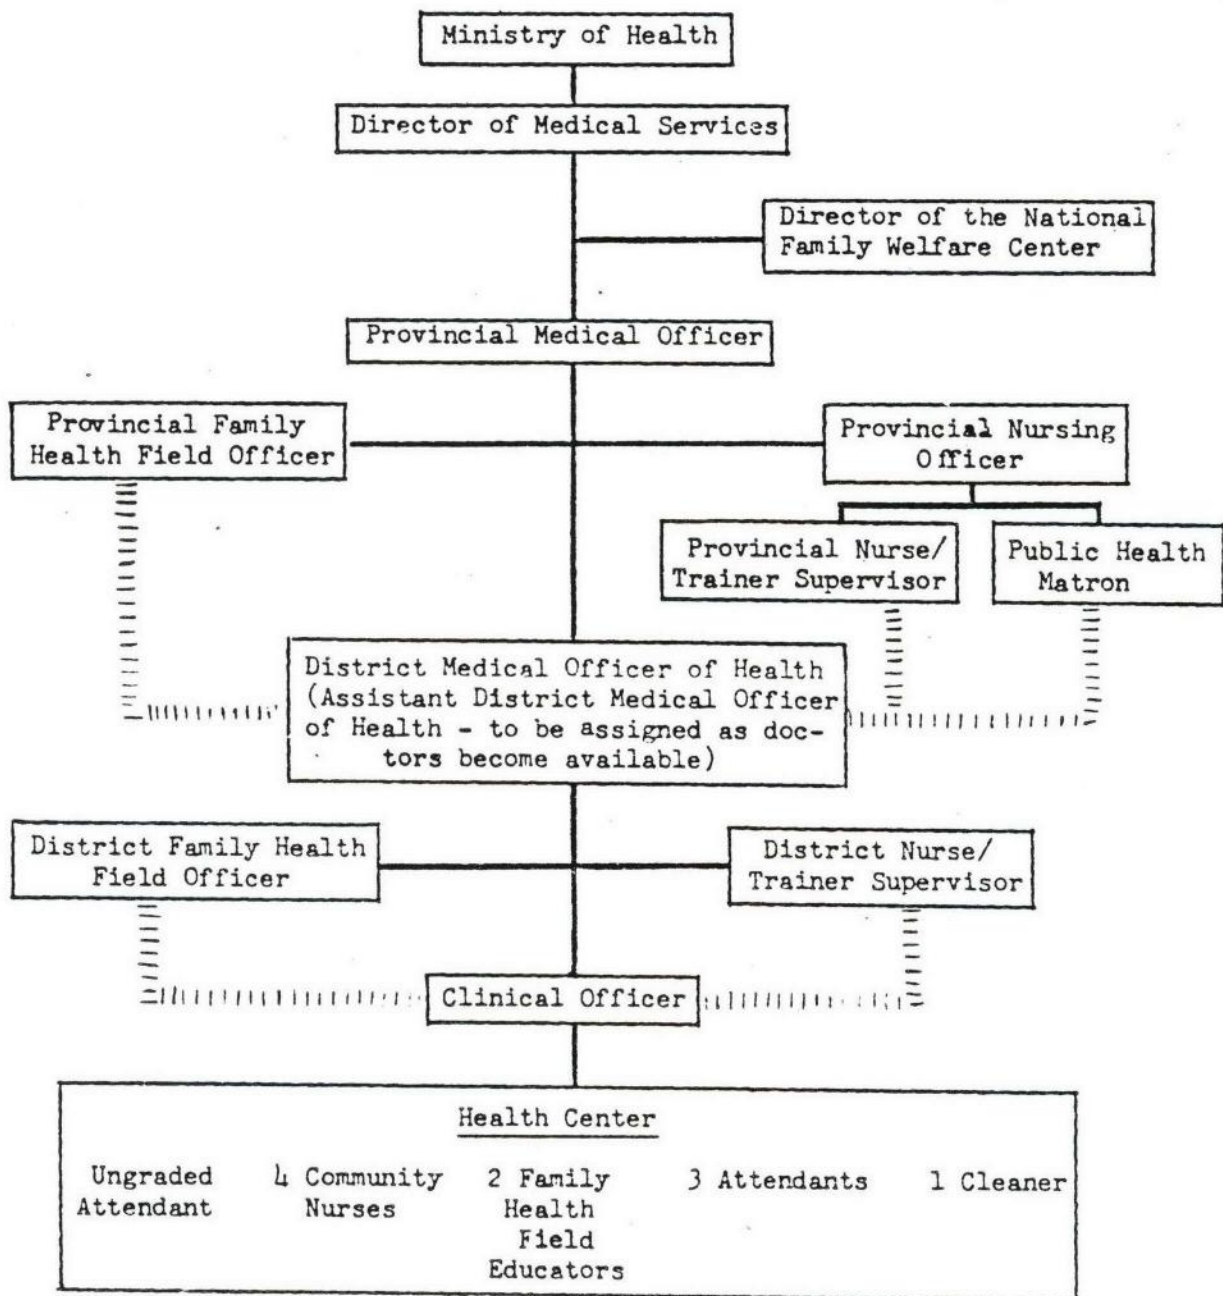 Ministry of Health
Director of Medical Services
Director of the National
Family Welfare Center
Provincial Medical Officer
Provincial Family
Health Field Officer
Provincial Nursing
Officer
Provincial Nurse/
Trainer Supervisor
Public Health
Matron
District Medical Officer of Health
(Assistant District Medical Officer
of Health - to be assigned as doc-
tors become available)
District Family Health
Field Officer
District Nurse/
Trainer Supervisor
Clinical Officer
Health Center
Ungraded
Attendant
4 Community
Nurses
2 Family
Health
Field
Educators
3 Attendants
1 Cleaner